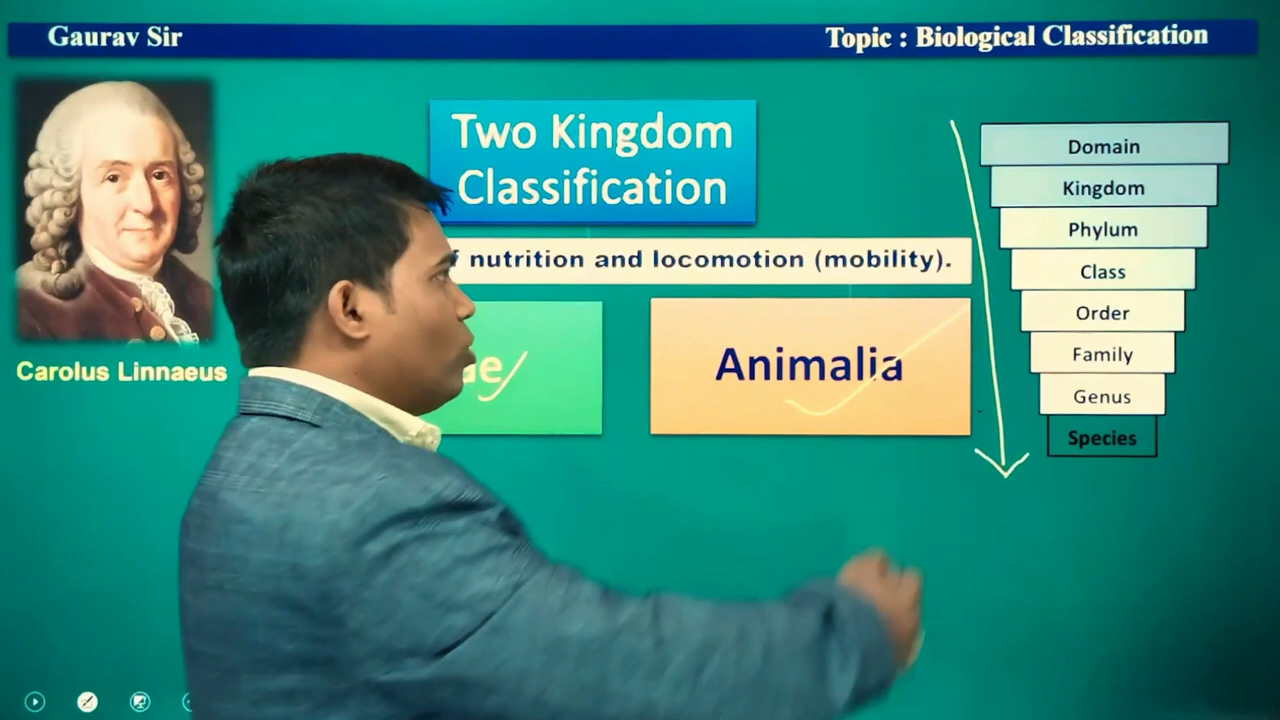 Gaurav Sir
Topic : Biological Classification
Two Kingdom
Classification
nutrition and locomotion (mobility).
Animalia
Carolus Linnaeus
Domain
Kingdom
Phylum
Class
Order
Family
Genus
Species